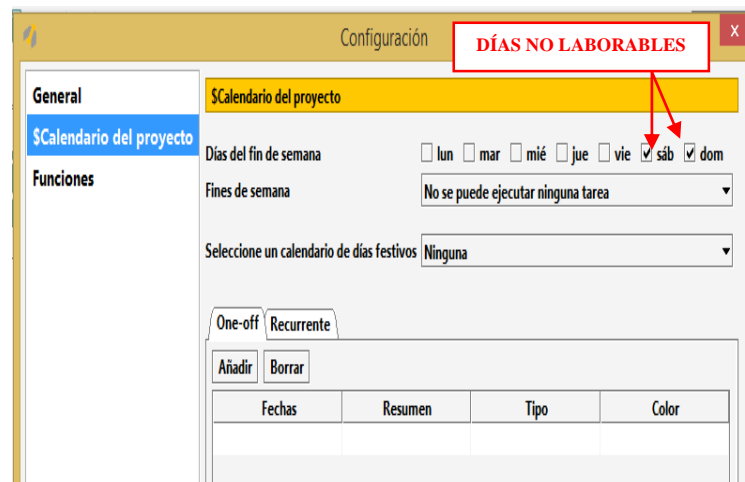 Configuración
DÍAS NO LABORABLES
x
General
$Calendario del proyecto
Funciones
$Calendario del proyecto
Días del fin de semana lun mar mié jue vie sáb dom
Fines de semana No se puede ejecutar ninguna tarea
Seleccione un calendario de días festivos Ninguna
One-off Recurrente
Añadir Borrar
Fechas Resumen Tipo Color